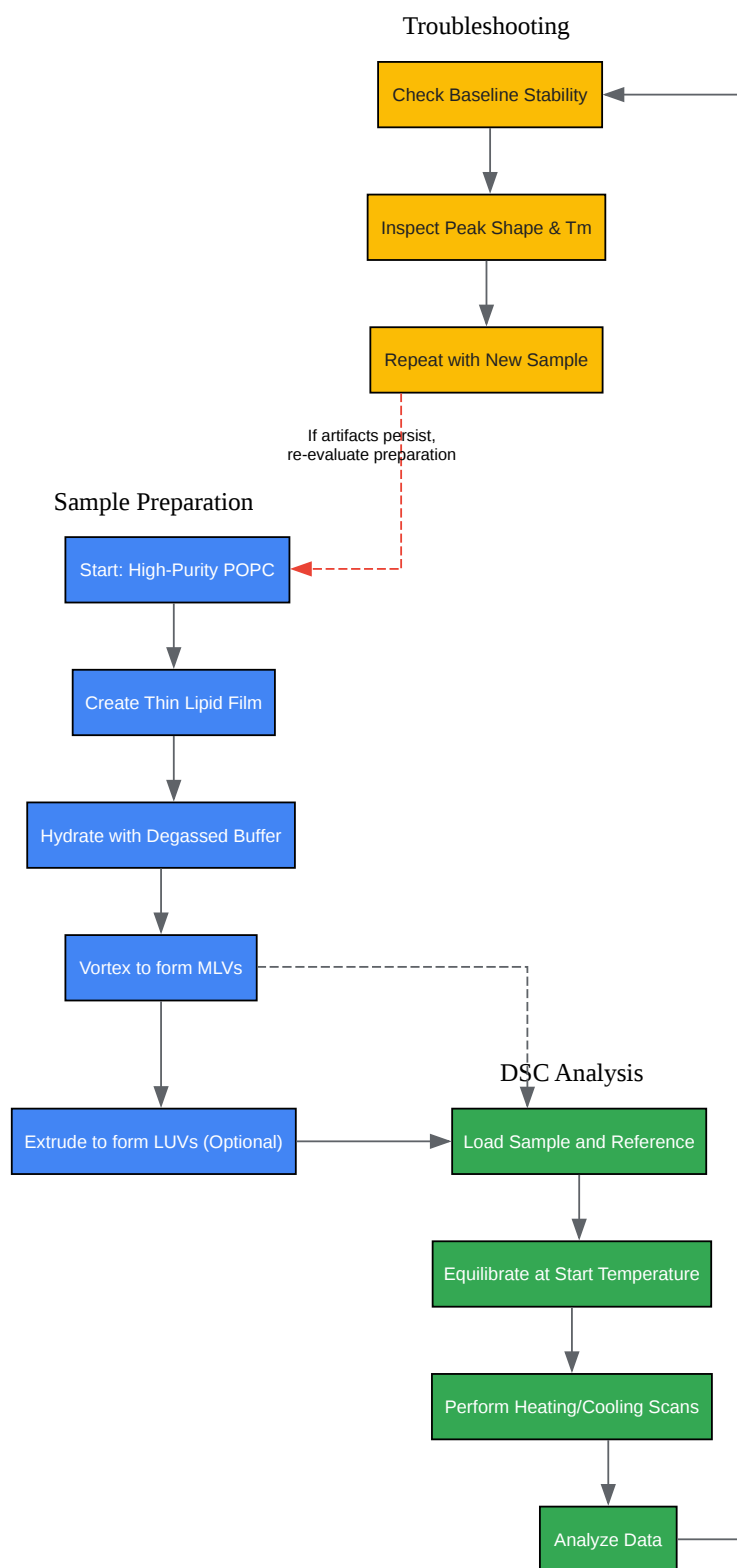 Troubleshooting
Check Baseline Stability
Inspect Peak Shape & Tm
Repeat with New Sample
If artifacts persist,
re-evaluate preparation
Sample Preparation
Start: High-Purity POPC
Create Thin Lipid Film
Hydrate with Degassed Buffer
Vortex to form MLVs
DSC Analysis
Extrude to form LUVs (Optional)
Load Sample and Reference
Equilibrate at Start Temperature
Perform Heating/Cooling Scans
Analyze Data